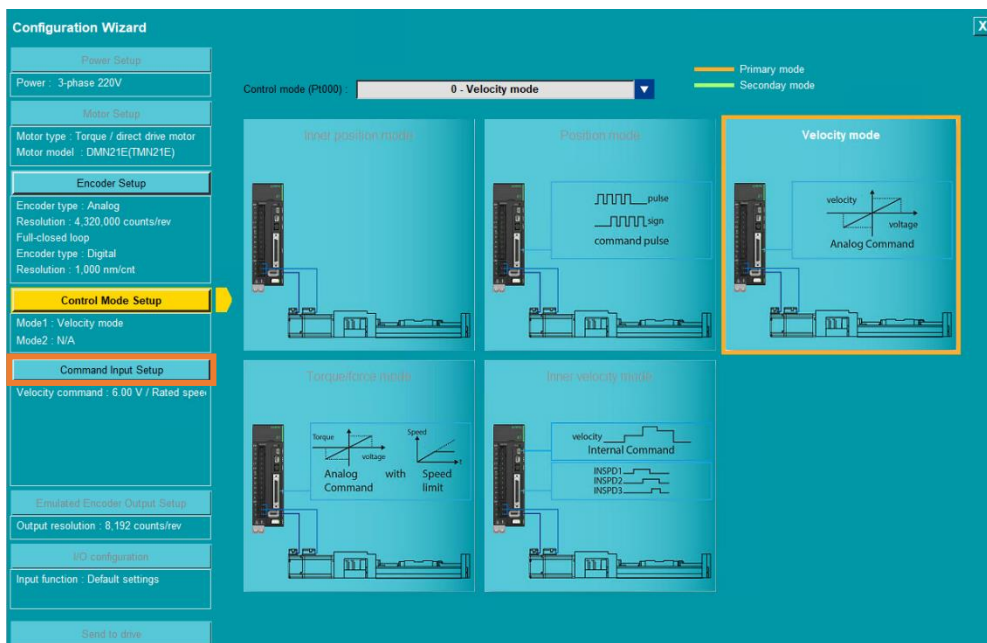 Configuration Wizard
X
Power Setup
Power : 3-phase 220V
Motor Setup
Motor type : Torque / direct drive motor
Motor model : DMN21E(TMN21E)
Encoder Setup
Encoder type : Analog
Resolution : 4,320,000 counts/rev
Full-closed loop
Encoder type : Digital
Resolution : 1,000 nm/cnt
Control Mode Setup
Mode1 : Velocity mode
Mode2 : N/A
Command Input Setup
Velocity command : 6.00 V / Rated spee
Emulated Encoder Output Setup
Output resolution : 8,192 counts/rev
I/O configuration
Input function : Default settings
Send to drive
Control mode (Pt000) :
0 - Velocity mode
Primary mode
Seconday mode
Inner position mode
Position mode
pulse
sign
command pulse
Velocity mode
velocity
voltage
Analog Command
Torque/force mode
Torque
voltage
Speed
t
Analog with Speed
Command limit
Inner velocity mode
velocity
Internal Command
INSPD1
INSPD2
INSPD3